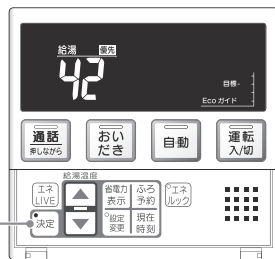 給湯 優先
42
目標
Eco ガイド
通話
押しながら
おい
だき
自動
運転
入/切
給湯温度
エネ
LIVE
省電力
表示
ふろ
予約
エネ
ルック
決定
設定
変更
現在
時刻